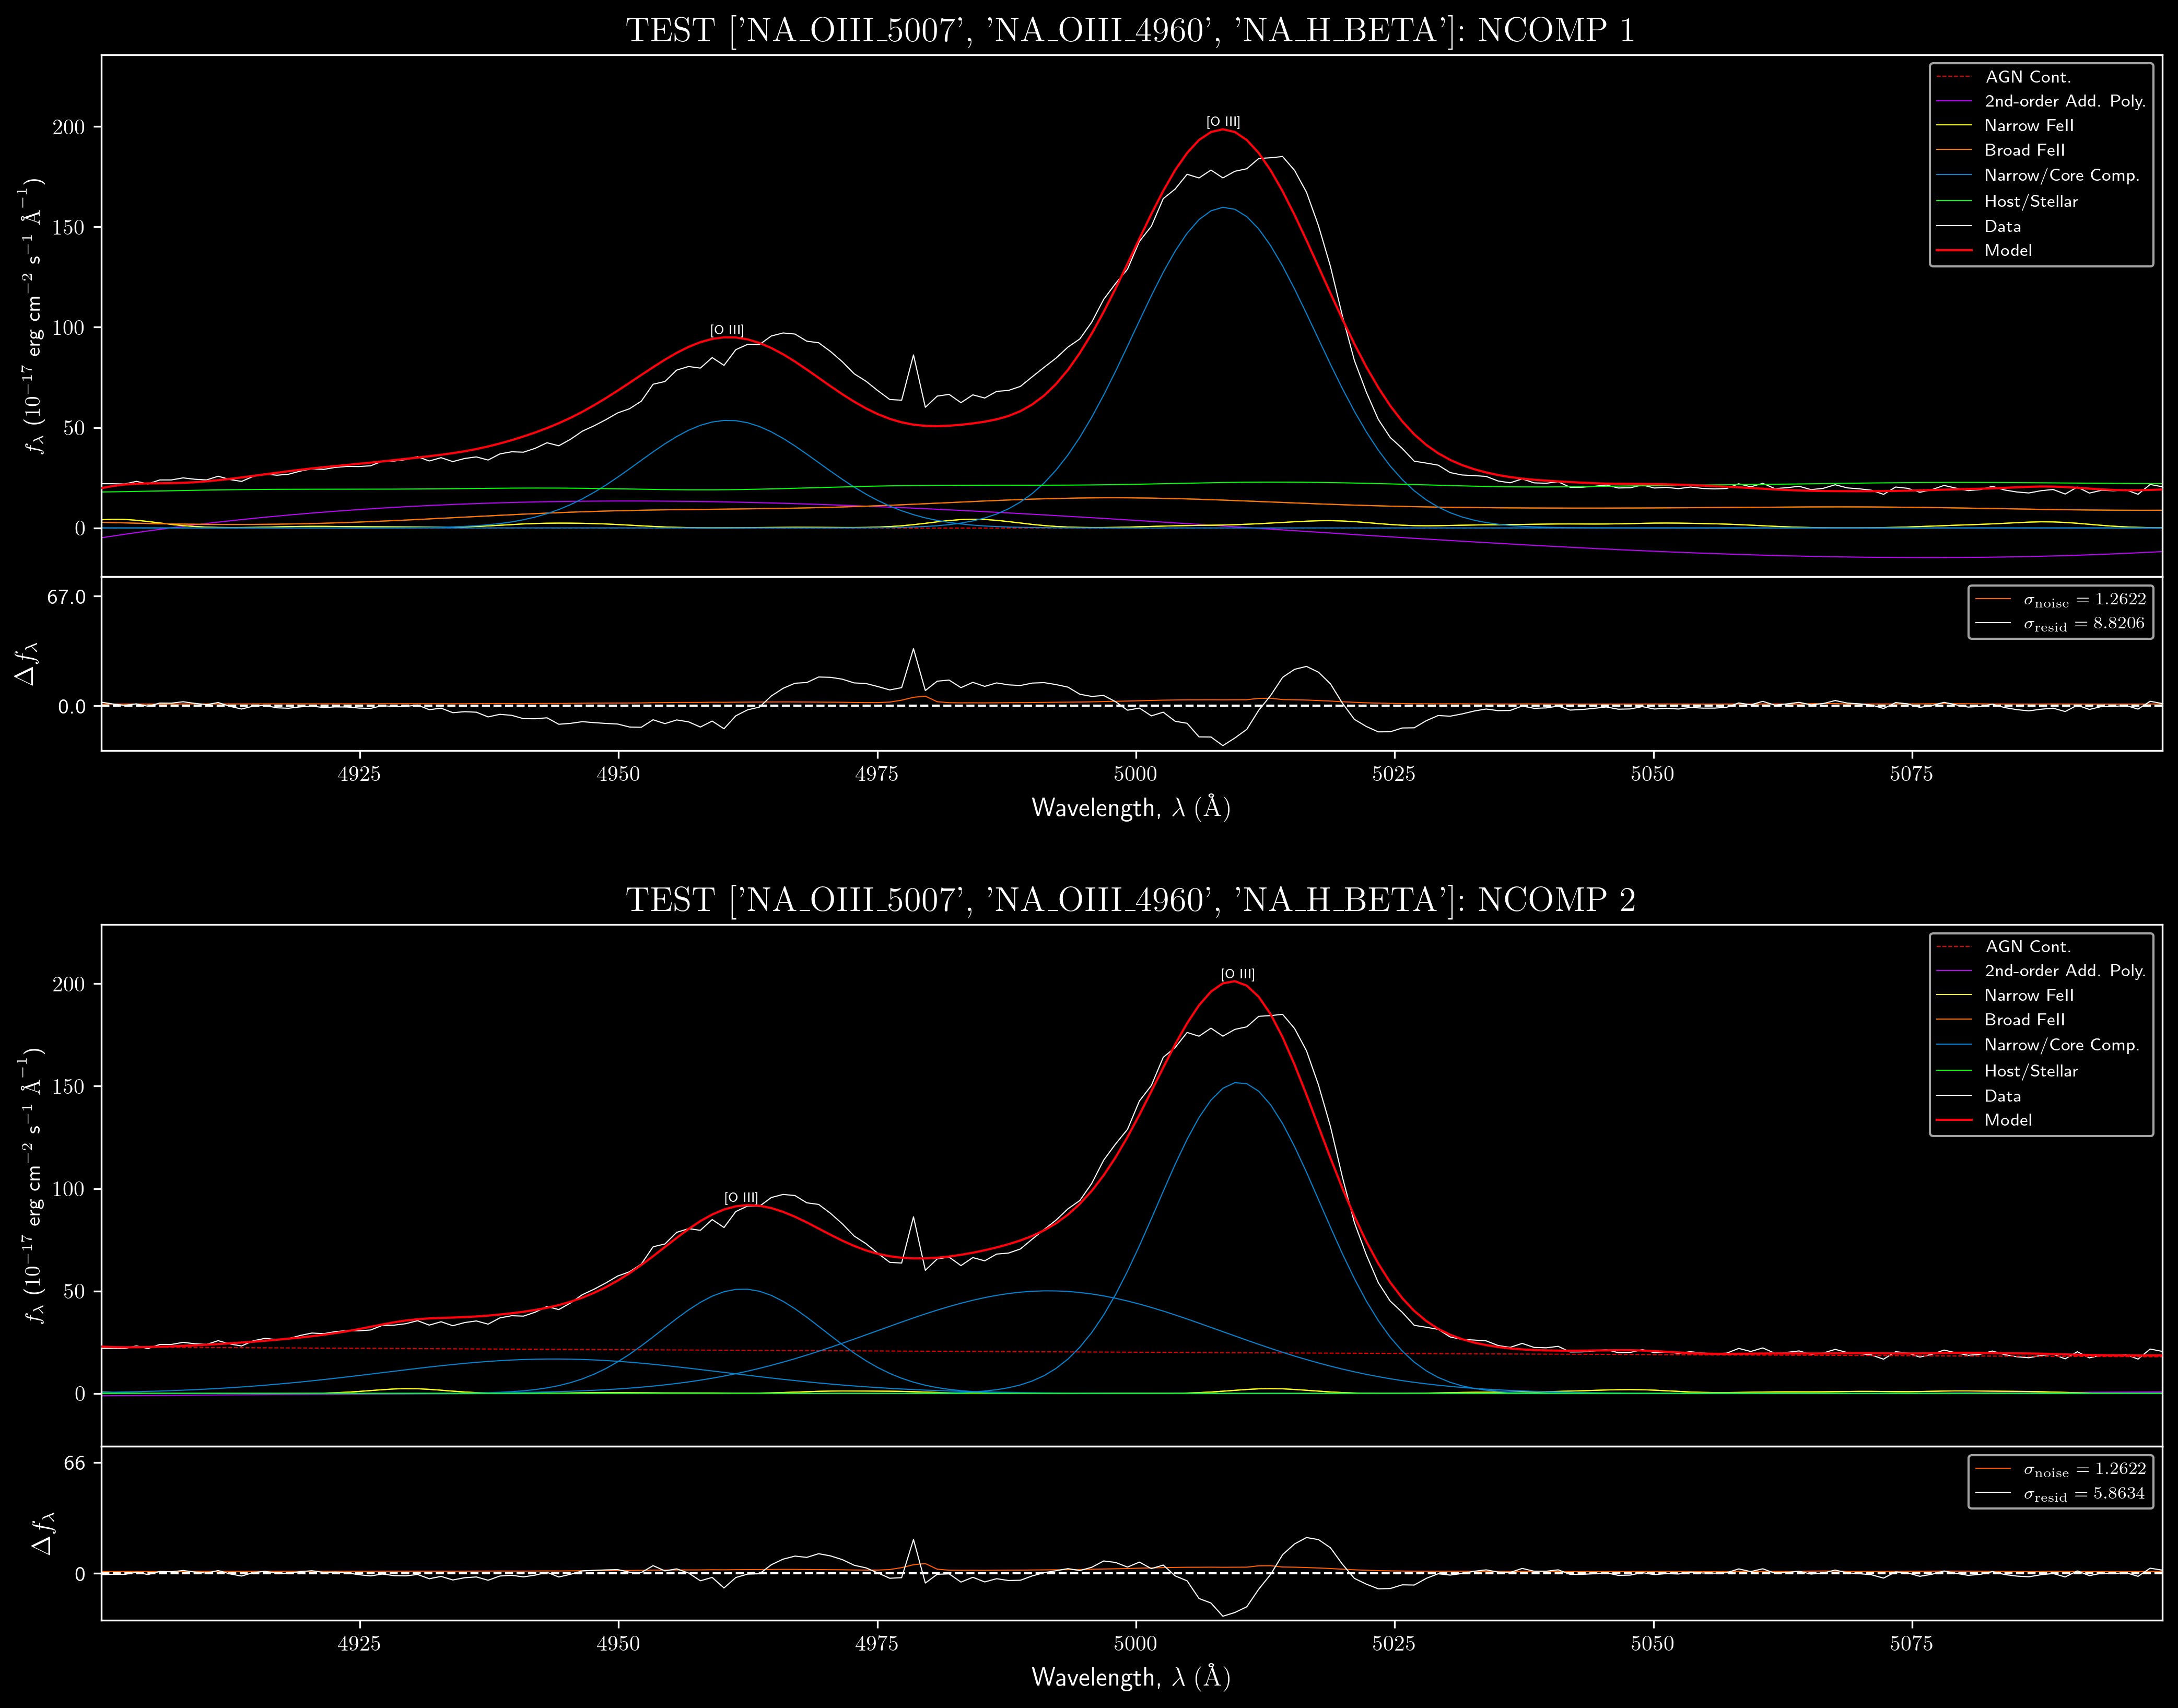 TEST ['NA_OIII_5007', 'NA_OIII_4960', 'NA_H_BETA']: NCOMP 1
AGN Cont.
2nd-order Add. Poly.
Narrow FeII
Broad FeII
Narrow/Core Comp.
Host/Stellar
Data
Model
[O III]
[O III]
200
150
100
50
0
f_λ (10^−17 erg cm^−2 s^−1 Å^−1)
σ_noise = 1.2622
σ_resid = 8.8206
67.0
0.0
Δf_λ
4925 4950 4975 5000 5025 5050 5075
Wavelength, λ (Å)
TEST ['NA_OIII_5007', 'NA_OIII_4960', 'NA_H_BETA']: NCOMP 2
AGN Cont.
2nd-order Add. Poly.
Narrow FeII
Broad FeII
Narrow/Core Comp.
Host/Stellar
Data
Model
[O III]
[O III]
200
150
100
50
0
f_λ (10^−17 erg cm^−2 s^−1 Å^−1)
σ_noise = 1.2622
σ_resid = 5.8634
66
0
Δf_λ
4925 4950 4975 5000 5025 5050 5075
Wavelength, λ (Å)